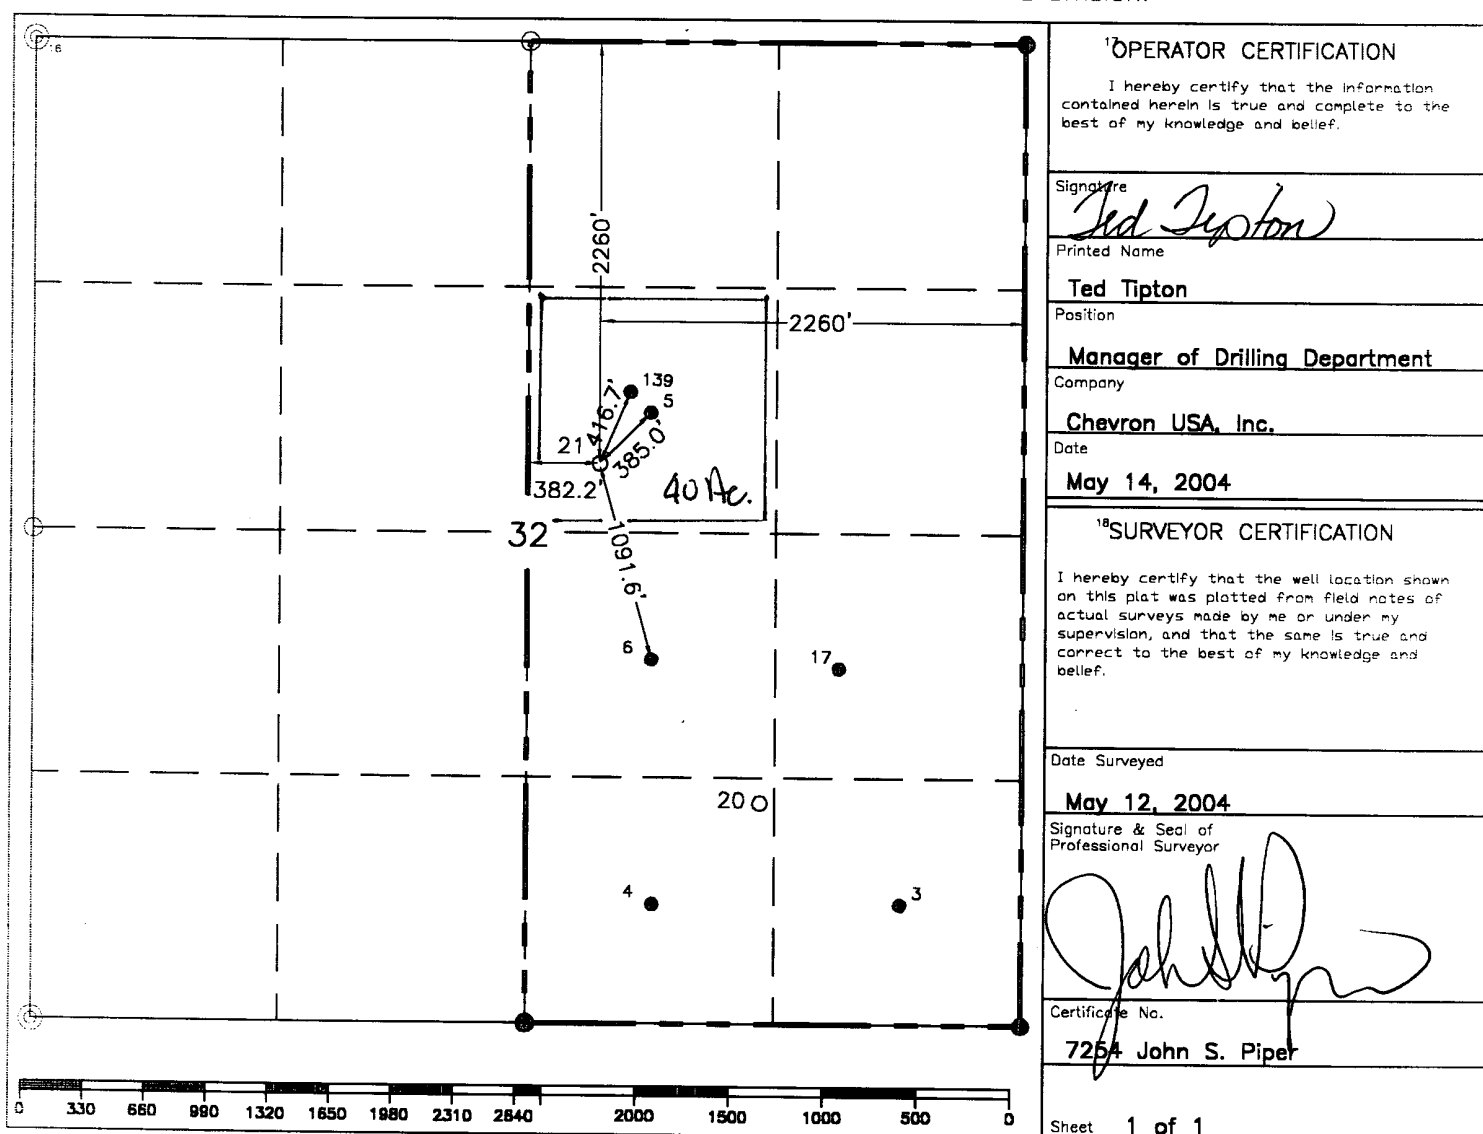 16
2260'
2260'
139
5
416.7'
385.0'
21
382.2'
40 Ac.
32
1091.6'
6
17
20
4
3
0 330 660 990 1320 1650 1980 2310 2640 2000 1500 1000 500 0
17 OPERATOR CERTIFICATION
I hereby certify that the information
contained herein is true and complete to the
best of my knowledge and belief.
Signature
Ted Tipton
Printed Name
Ted Tipton
Position
Manager of Drilling Department
Company
Chevron USA, Inc.
Date
May 14, 2004
18 SURVEYOR CERTIFICATION
I hereby certify that the well location shown
on this plat was plotted from field notes of
actual surveys made by me or under my
supervision, and that the same is true and
correct to the best of my knowledge and
belief.
Date Surveyed
May 12, 2004
Signature & Seal of
Professional Surveyor
Certificate No.
7254 John S. Piper
Sheet 1 of 1